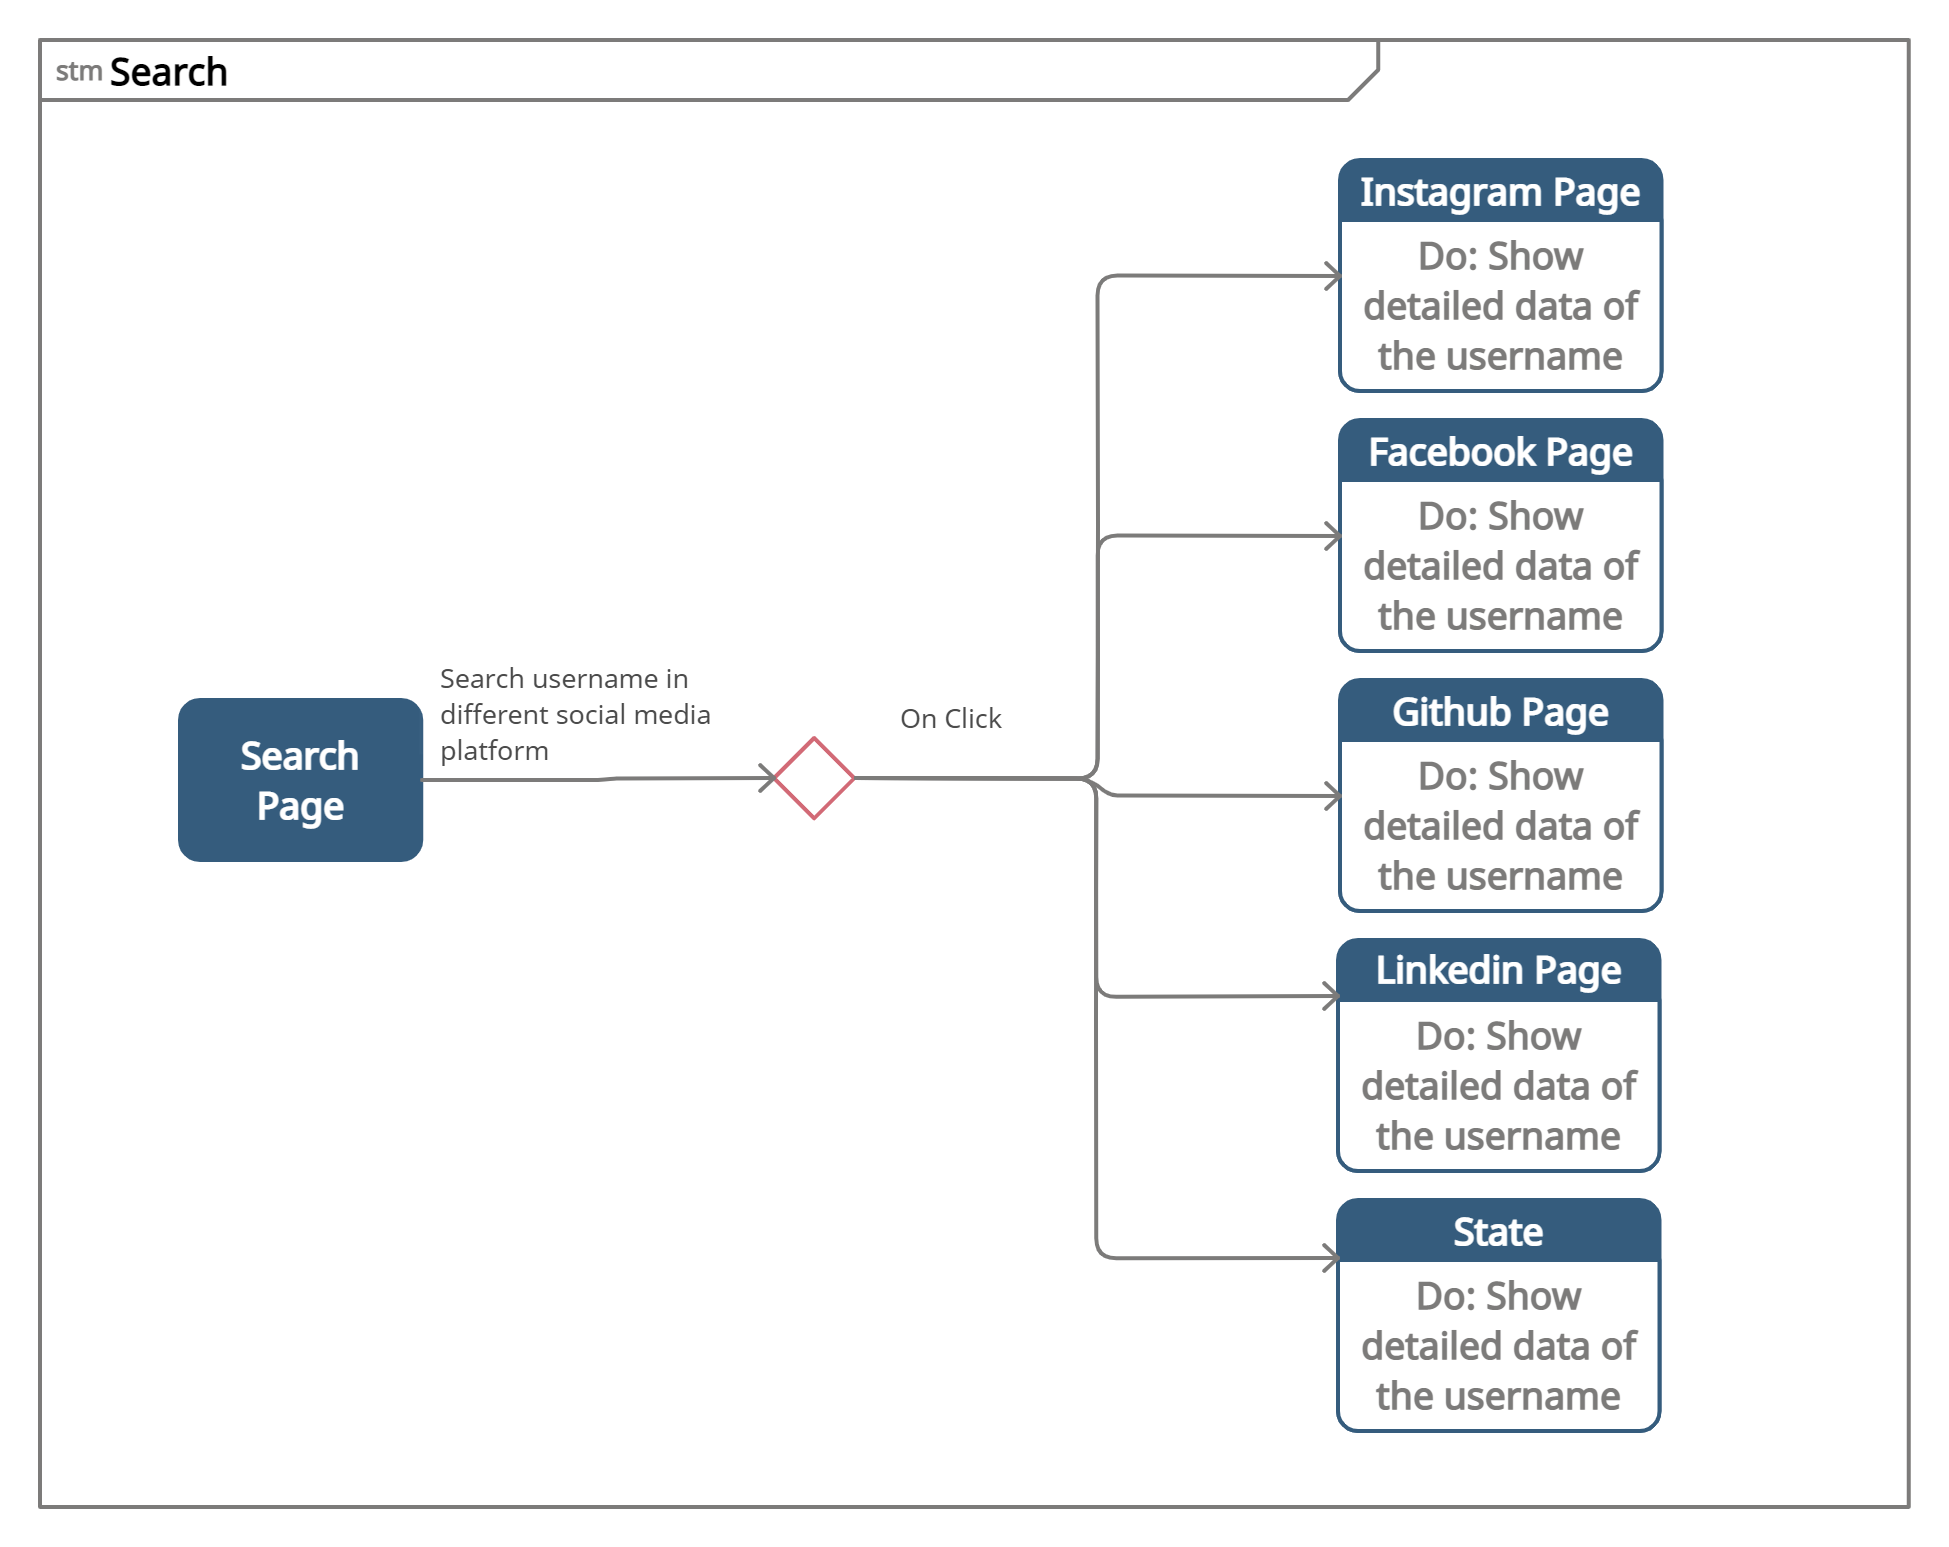 stm Search
Instagram Page
Do: Show
detailed data of
the username
Facebook Page
Do: Show
detailed data of
the username
Search username in
different social media
platform
On Click
Search
Page
Github Page
Do: Show
detailed data of
the username
Linkedin Page
Do: Show
detailed data of
the username
State
Do: Show
detailed data of
the username